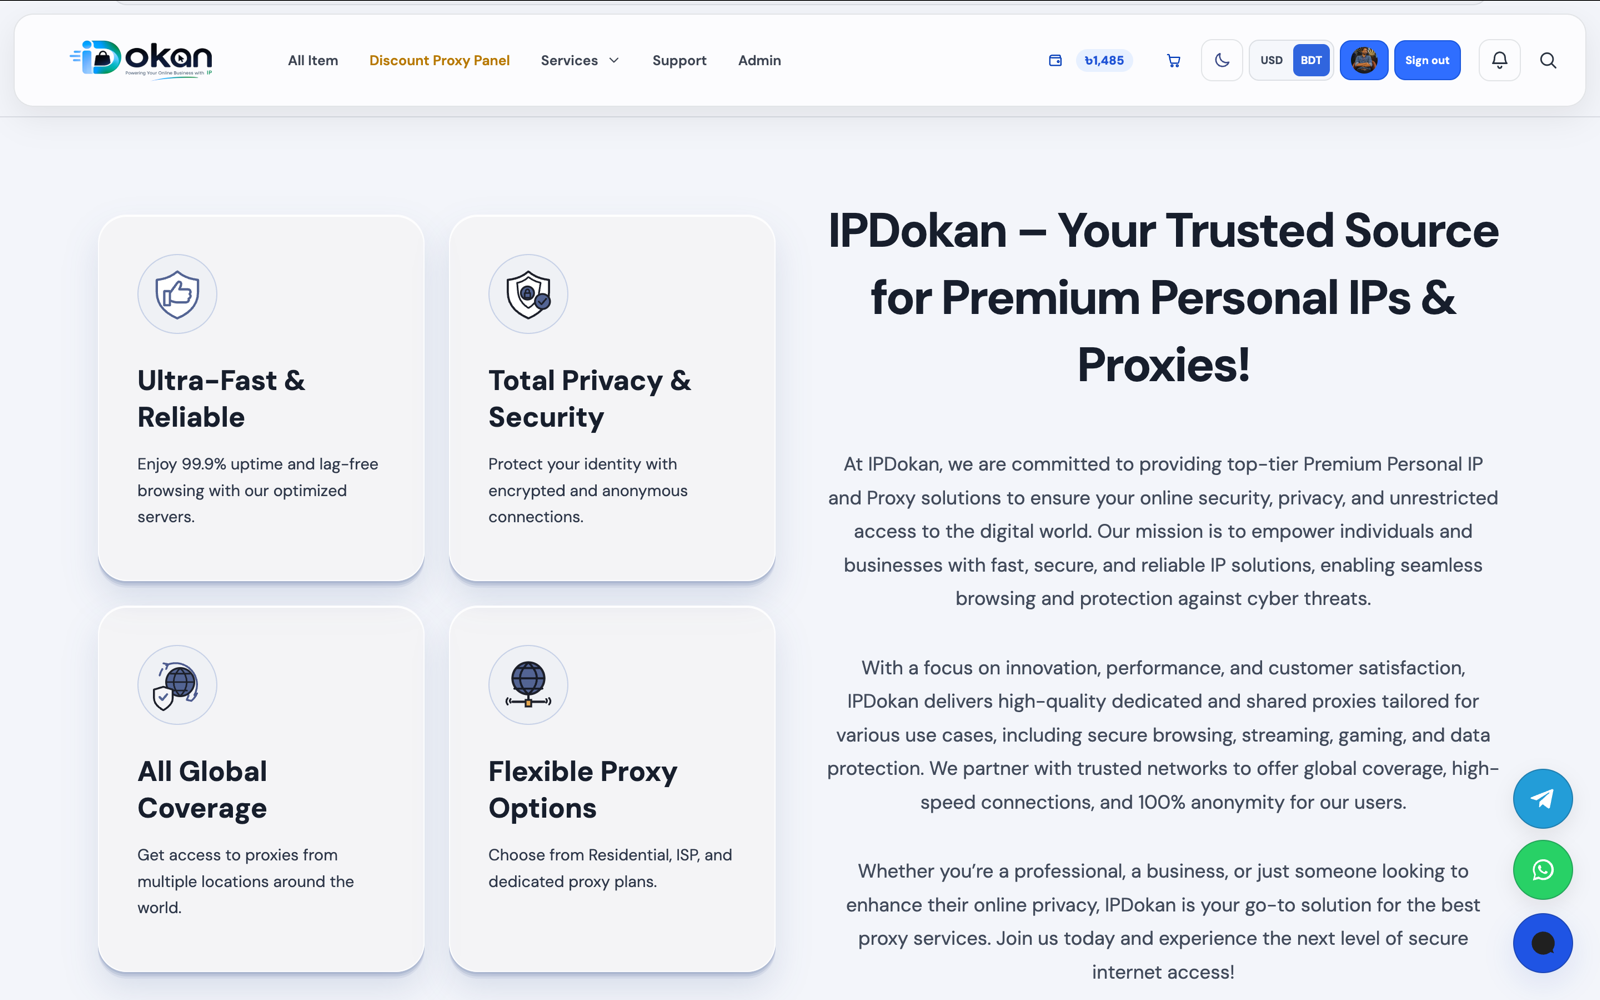 iDokan
Powering Your Online Business with IP
All Item
Discount Proxy Panel
Services
Support
Admin
৳1,485
USD
BDT
Sign out
Ultra-Fast &
Reliable
Enjoy 99.9% uptime and lag-free
browsing with our optimized
servers.
Total Privacy &
Security
Protect your identity with
encrypted and anonymous
connections.
All Global
Coverage
Get access to proxies from
multiple locations around the
world.
Flexible Proxy
Options
Choose from Residential, ISP, and
dedicated proxy plans.
IPDokan – Your Trusted Source
for Premium Personal IPs &
Proxies!
At IPDokan, we are committed to providing top-tier Premium Personal IP
and Proxy solutions to ensure your online security, privacy, and unrestricted
access to the digital world. Our mission is to empower individuals and
businesses with fast, secure, and reliable IP solutions, enabling seamless
browsing and protection against cyber threats.
With a focus on innovation, performance, and customer satisfaction,
IPDokan delivers high-quality dedicated and shared proxies tailored for
various use cases, including secure browsing, streaming, gaming, and data
protection. We partner with trusted networks to offer global coverage, high-
speed connections, and 100% anonymity for our users.
Whether you’re a professional, a business, or just someone looking to
enhance their online privacy, IPDokan is your go-to solution for the best
proxy services. Join us today and experience the next level of secure
internet access!